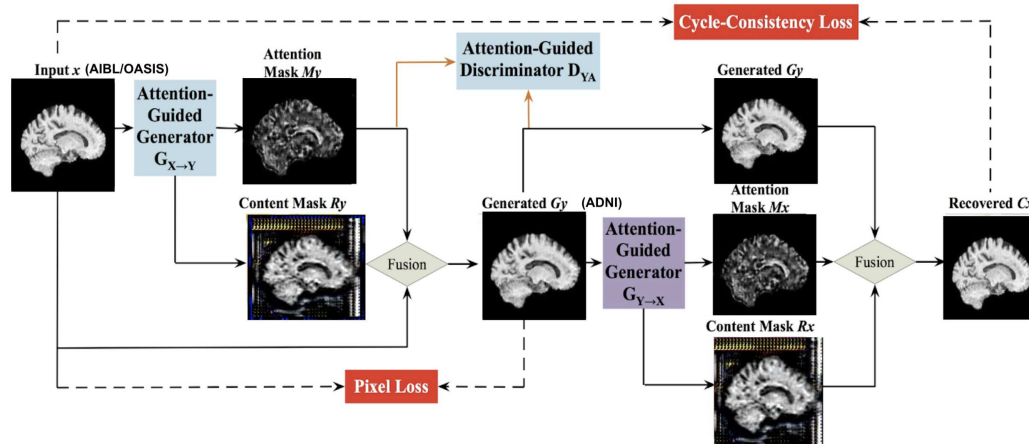 Cycle-Consistency Loss
Input x (AIBL/OASIS)
Attention
Mask My
Attention-Guided
Discriminator DYA
Generated Gy
Attention-
Guided
Generator
GX→Y
Content Mask Ry
Fusion
Generated Gy (ADNI)
Attention
Mask Mx
Attention-
Guided
Generator
GY→X
Fusion
Recovered Cx
Content Mask Rx
Pixel Loss